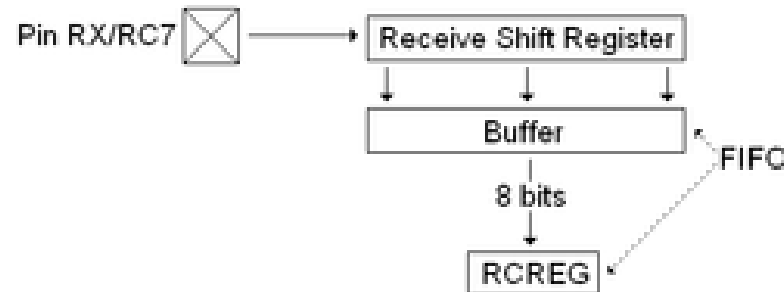 Pin RX/RC7
Receive Shift Register
Buffer
FIFO
8 bits
RCREG